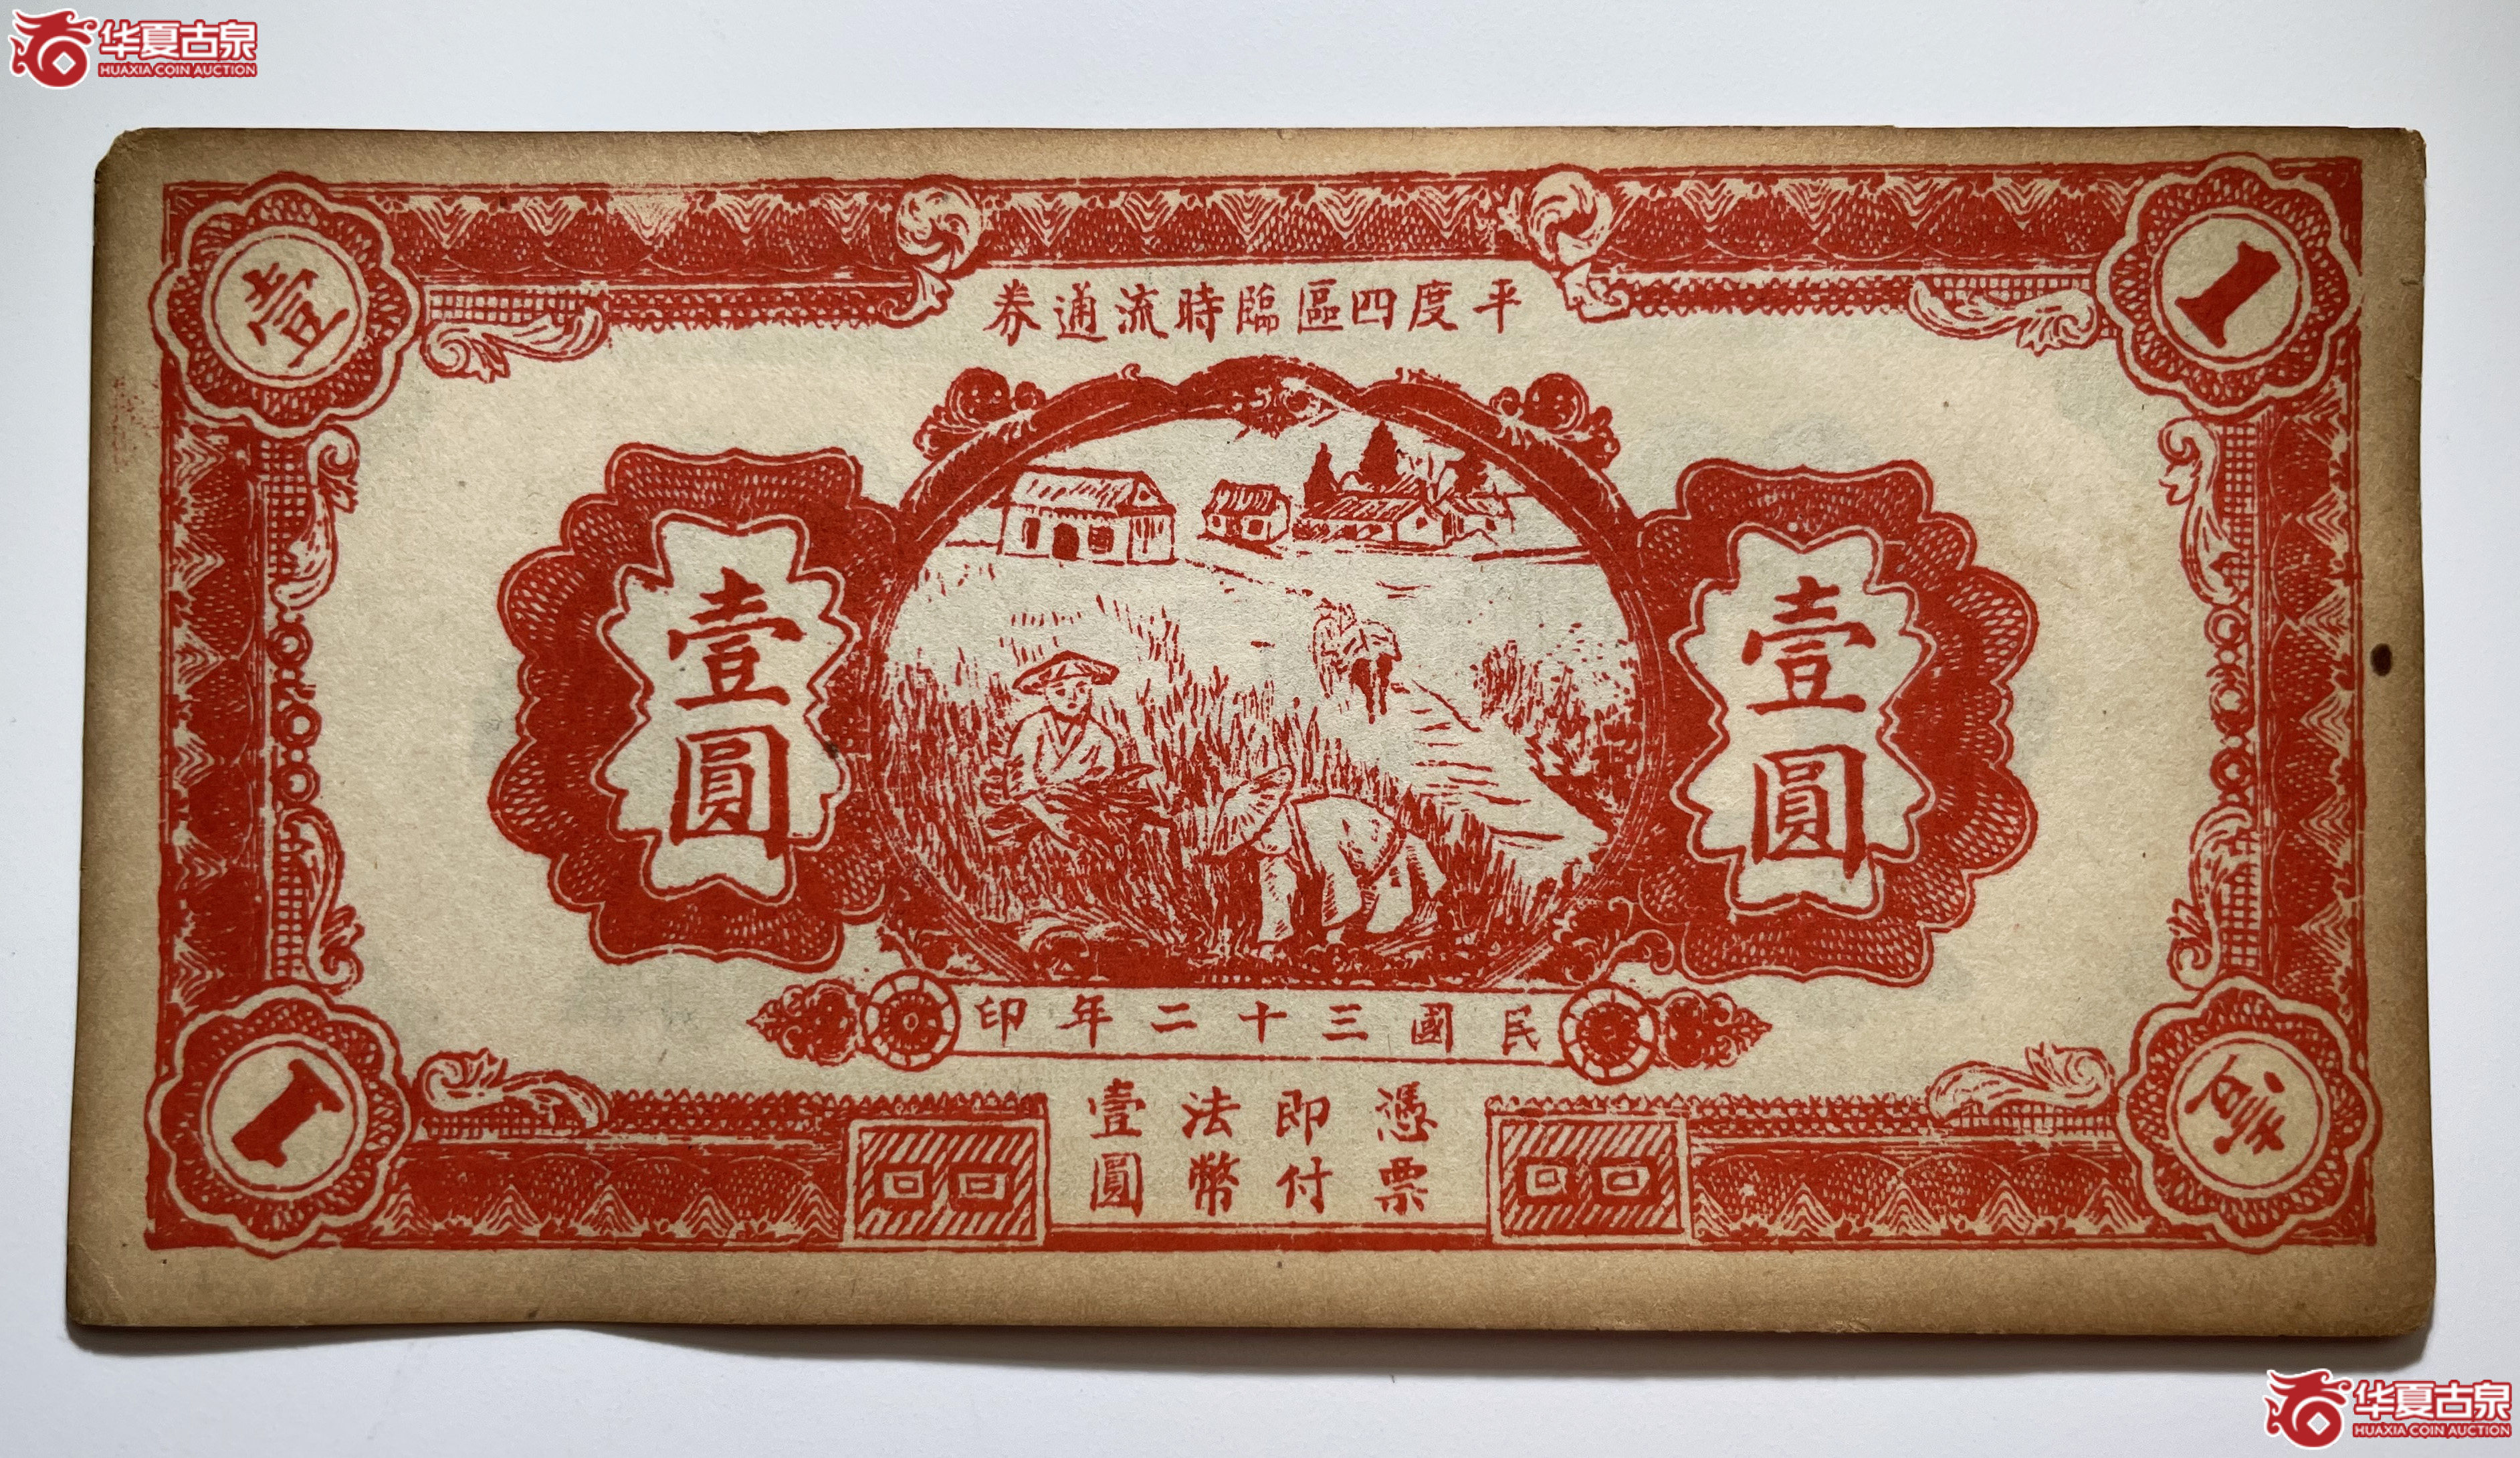 华夏古泉
HUAXIA COIN AUCTION
壹
1
平度四區臨時流通券
壹圓
壹圓
民國三十二年印
憑票
即付
法幣
壹圓
1
壹
华夏古泉
HUAXIA COIN AUCTION